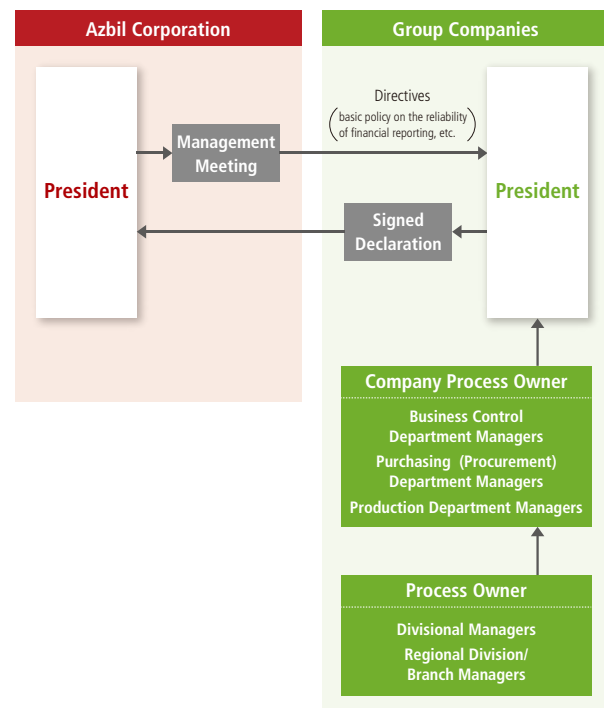 Azbil Corporation
Group Companies
Directives
(basic policy on the reliability
of financial reporting, etc.)
Management
Meeting
President
President
Signed
Declaration
Company Process Owner
Business Control
Department Managers
Purchasing (Procurement)
Department Managers
Production Department Managers
Process Owner
Divisional Managers
Regional Division/
Branch Managers